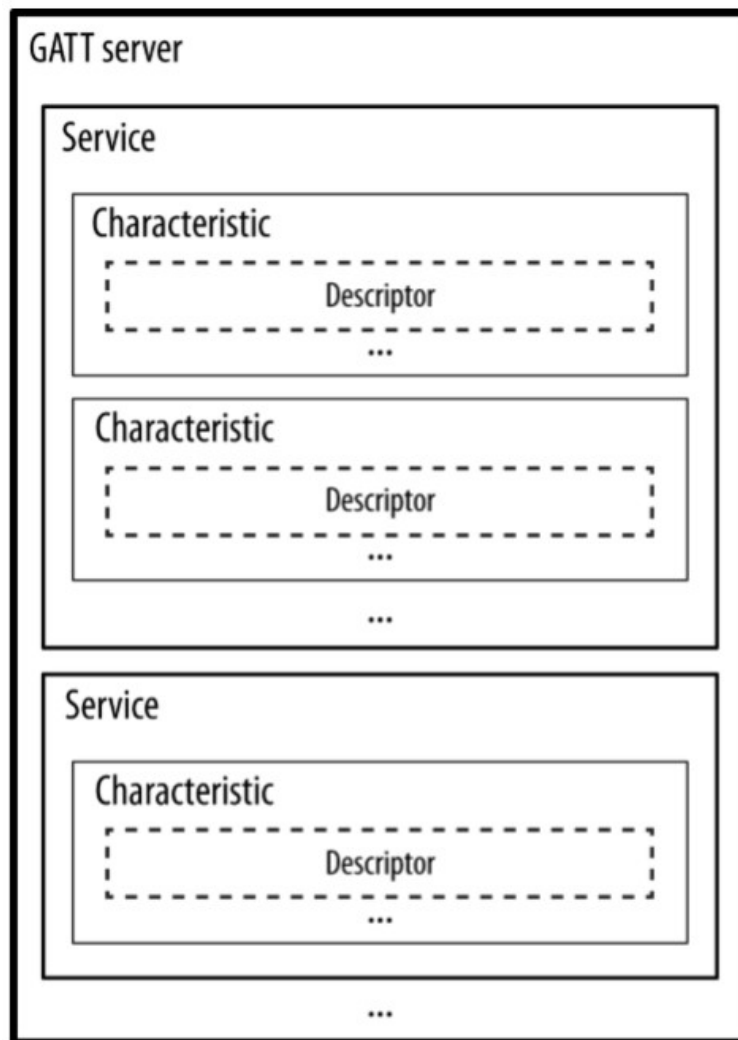 GATT server
Service
Characteristic
Descriptor
...
Characteristic
Descriptor
...
...
Service
Characteristic
Descriptor
...
...